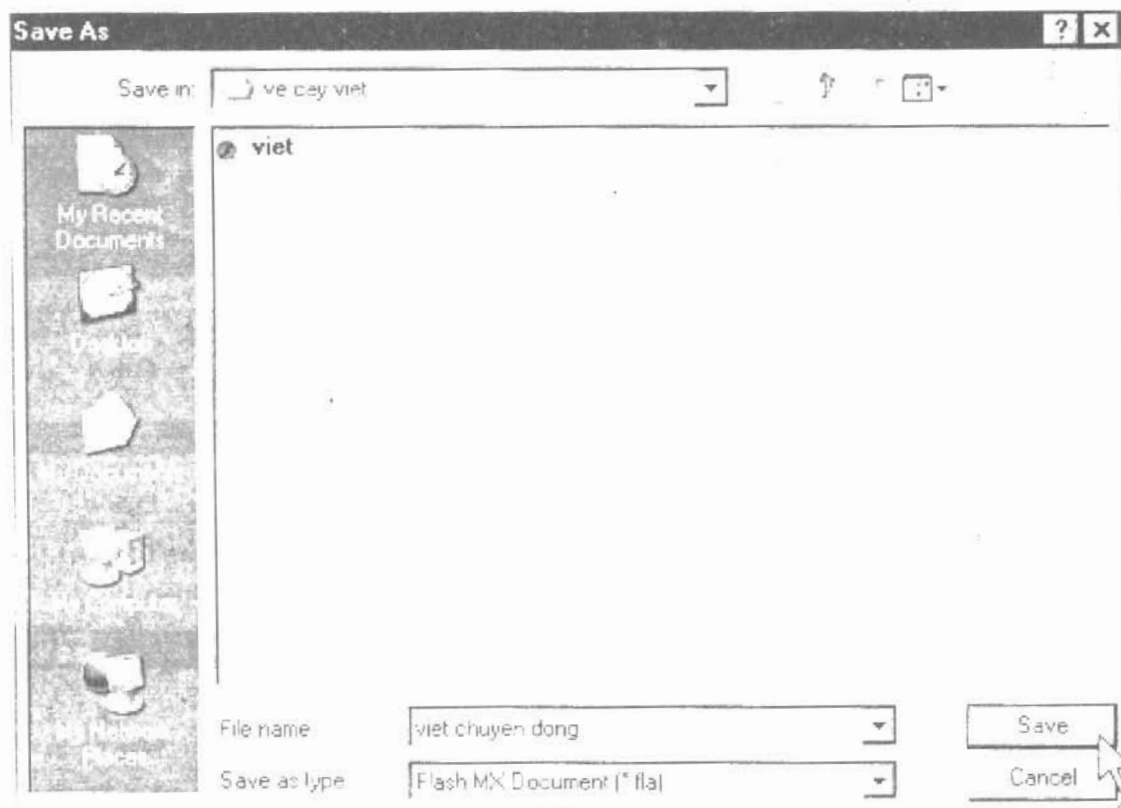 Save As
Save in:
ve cay viet
viet
My Recent
Documents
Desktop
File name
viet chuyen dong
Save
Save as type
Flash MX Document (*.fla)
Cancel